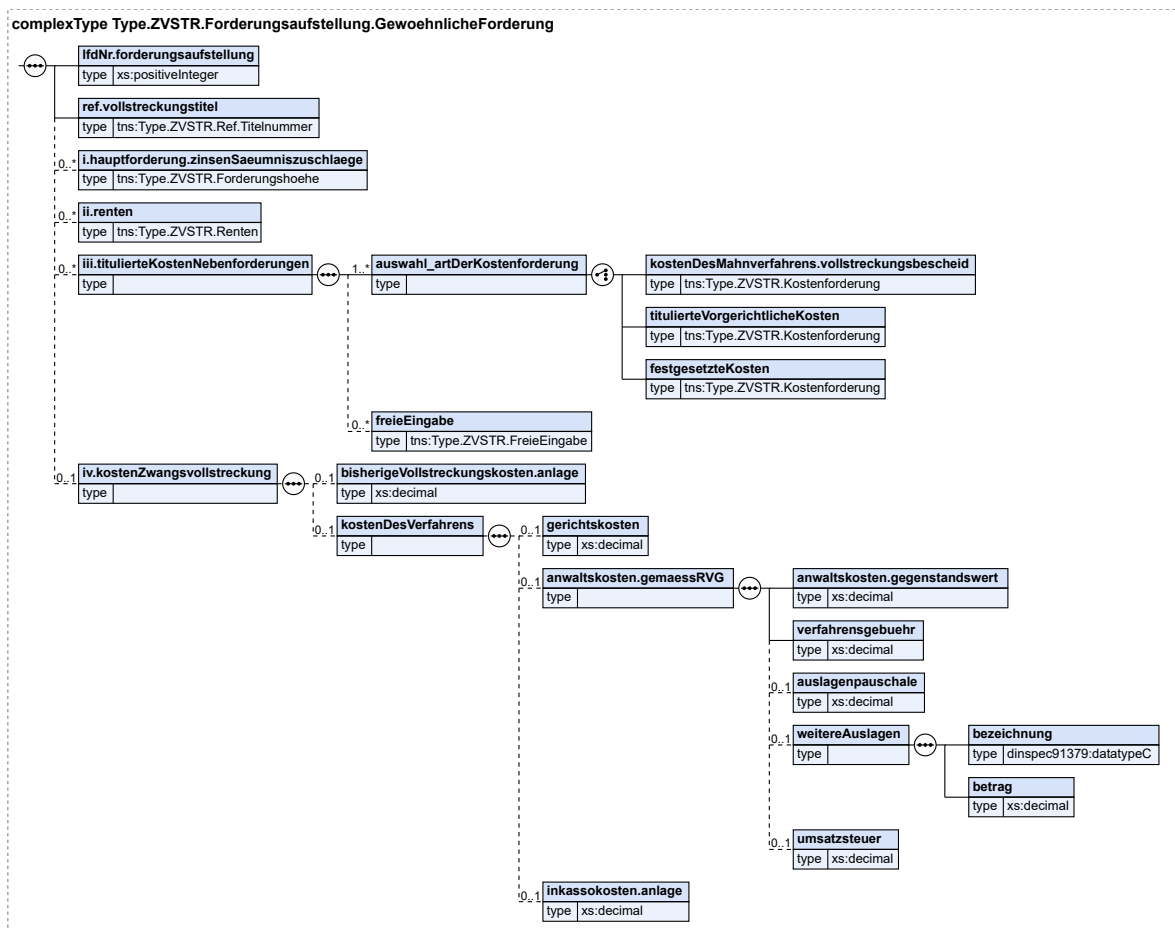 complexType Type.ZVSTR.Forderungsaufstellung.GewoehnlicheForderung
lfdNr.forderungsaufstellung
type xs:positiveInteger
ref.vollstreckungstitel
type tns:Type.ZVSTR.Ref.Titelnummer
0..*
i.hauptforderung.zinsenSaeumniszuschlaege
type tns:Type.ZVSTR.Forderungshoehe
0..*
ii.renten
type tns:Type.ZVSTR.Renten
0..*
iii.titulierteKostenNebenforderungen
type
1..*
auswahl_artDerKostenforderung
type
kostenDesMahnverfahrens.vollstreckungsbescheid
type tns:Type.ZVSTR.Kostenforderung
titulierteVorgerichtlicheKosten
type tns:Type.ZVSTR.Kostenforderung
festgesetzteKosten
type tns:Type.ZVSTR.Kostenforderung
0..*
freieEingabe
type tns:Type.ZVSTR.FreieEingabe
0..1
iv.kostenZwangsvollstreckung
type
0..1
bisherigeVollstreckungskosten.anlage
type xs:decimal
0..1
kostenDesVerfahrens
type
0..1
gerichtskosten
type xs:decimal
0..1
anwaltskosten.gemaessRVG
type
anwaltskosten.gegenstandswert
type xs:decimal
verfahrensgebuehr
type xs:decimal
0..1
auslagenpauschale
type xs:decimal
0..1
weitereAuslagen
type
bezeichnung
type dinspec91379:datatypeC
betrag
type xs:decimal
0..1
umsatzsteuer
type xs:decimal
0..1
inkassokosten.anlage
type xs:decimal